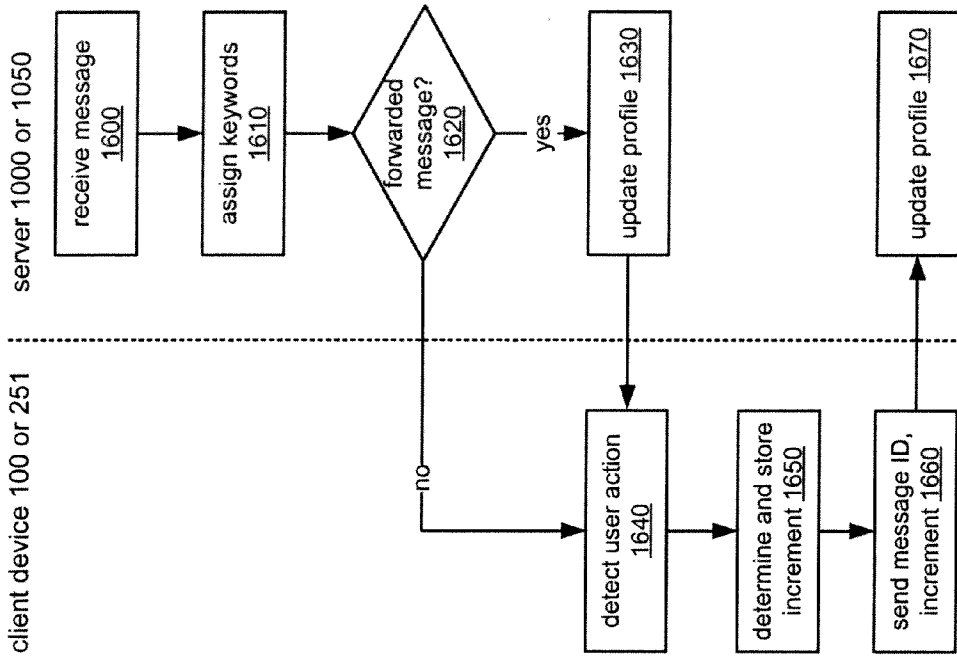 client device 100 or 251
server 1000 or 1050
receive message
1600
assign keywords
1610
forwarded
message?
1620
no
yes
update profile 1630
detect user action
1640
determine and store
increment 1650
send message ID,
increment 1660
update profile 1670